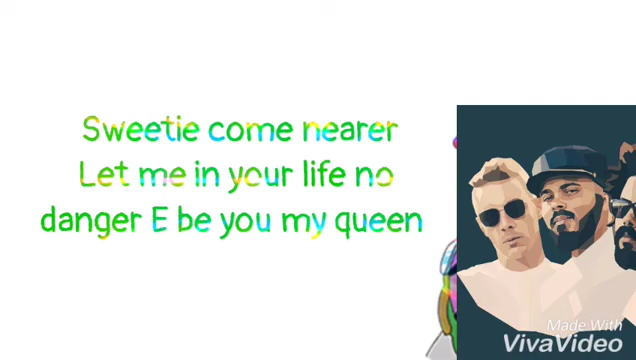 Sweetie come nearer
Let me in your life no
danger E be you my queen
Made With
VivaVideo